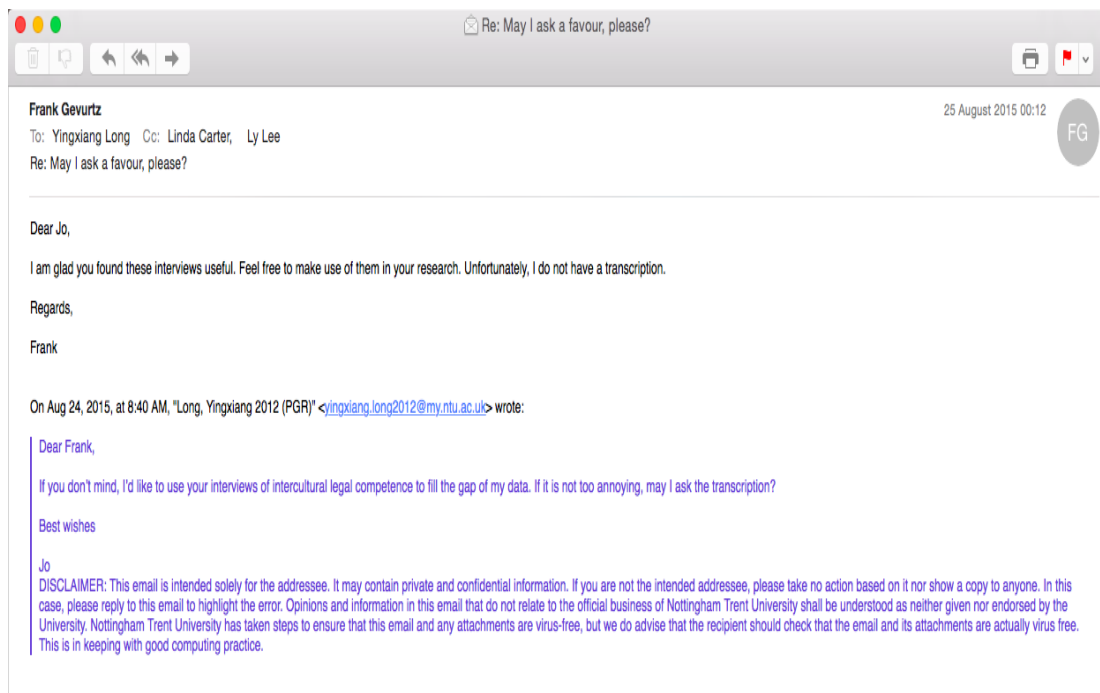 Re: May I ask a favour, please?
Frank Gevurtz
25 August 2015 00:12
FG
To: Yingxiang Long Cc: Linda Carter, Ly Lee
Re: May I ask a favour, please?
Dear Jo,
I am glad you found these interviews useful. Feel free to make use of them in your research. Unfortunately, I do not have a transcription.
Regards,
Frank
On Aug 24, 2015, at 8:40 AM, "Long, Yingxiang 2012 (PGR)" <yingxiang.long2012@my.ntu.ac.uk> wrote:
Dear Frank,
If you don't mind, I'd like to use your interviews of intercultural legal competence to fill the gap of my data. If it is not too annoying, may I ask the transcription?
Best wishes
Jo
DISCLAIMER: This email is intended solely for the addressee. It may contain private and confidential information. If you are not the intended addressee, please take no action based on it nor show a copy to anyone. In this
case, please reply to this email to highlight the error. Opinions and information in this email that do not relate to the official business of Nottingham Trent University shall be understood as neither given nor endorsed by the
University. Nottingham Trent University has taken steps to ensure that this email and any attachments are virus-free, but we do advise that the recipient should check that the email and its attachments are actually virus free.
This is in keeping with good computing practice.